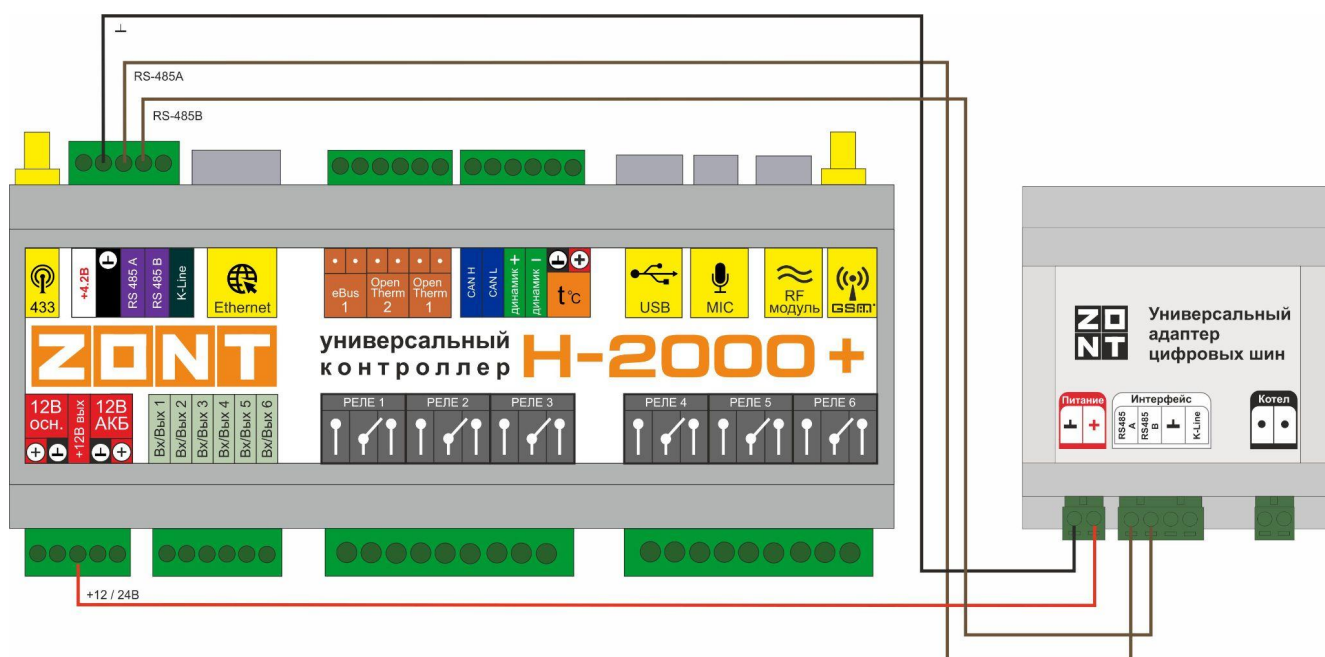 ⊥
RS-485A
RS-485B
433
+4.2В
⊥
RS 485 A
RS 485 B
K-Line
Ethernet
eBus
1
Open
Therm
2
Open
Therm
1
CAN H
CAN L
динамик +
динамик –
⊥ +
t°c
USB
MIC
RF
модуль
GSM
ZONT
универсальный
контроллер
H-2000+
12В
осн.
+ ⊥
+12В вых
12В
АКБ
⊥ +
Вх/Вых 1
Вх/Вых 2
Вх/Вых 3
Вх/Вых 4
Вх/Вых 5
Вх/Вых 6
РЕЛЕ 1
РЕЛЕ 2
РЕЛЕ 3
РЕЛЕ 4
РЕЛЕ 5
РЕЛЕ 6
+12 / 24В
ZO
NT
Универсальный
адаптер
цифровых шин
Питание
⊥ +
Интерфейс
RS485
A
RS485
B
⊥
K-Line
Котел